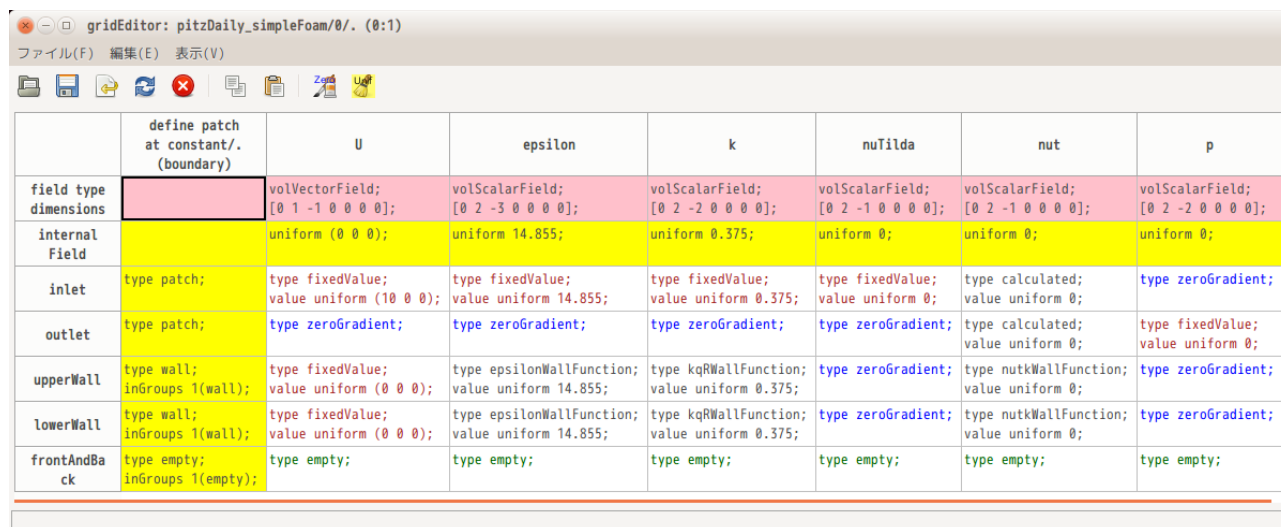 gridEditor: pitzDaily_simpleFoam/0/. (0:1)
ファイル(F) 編集(E) 表示(V)
Zero Unif
define patch
at constant/.
(boundary)
U
epsilon
k
nuTilda
nut
p
field type
dimensions
volVectorField;
[0 1 -1 0 0 0 0];
volScalarField;
[0 2 -3 0 0 0 0];
volScalarField;
[0 2 -2 0 0 0 0];
volScalarField;
[0 2 -1 0 0 0 0];
volScalarField;
[0 2 -1 0 0 0 0];
volScalarField;
[0 2 -2 0 0 0 0];
internal
Field
uniform (0 0 0);
uniform 14.855;
uniform 0.375;
uniform 0;
uniform 0;
uniform 0;
inlet
type patch;
type fixedValue;
value uniform (10 0 0);
type fixedValue;
value uniform 14.855;
type fixedValue;
value uniform 0.375;
type fixedValue;
value uniform 0;
type calculated;
value uniform 0;
type zeroGradient;
outlet
type patch;
type zeroGradient;
type zeroGradient;
type zeroGradient;
type zeroGradient;
type calculated;
value uniform 0;
type fixedValue;
value uniform 0;
upperWall
type wall;
inGroups 1(wall);
type fixedValue;
value uniform (0 0 0);
type epsilonWallFunction;
value uniform 14.855;
type kqRWallFunction;
value uniform 0.375;
type zeroGradient;
type nutkWallFunction;
value uniform 0;
type zeroGradient;
lowerWall
type wall;
inGroups 1(wall);
type fixedValue;
value uniform (0 0 0);
type epsilonWallFunction;
value uniform 14.855;
type kqRWallFunction;
value uniform 0.375;
type zeroGradient;
type nutkWallFunction;
value uniform 0;
type zeroGradient;
frontAndBa
ck
type empty;
inGroups 1(empty);
type empty;
type empty;
type empty;
type empty;
type empty;
type empty;